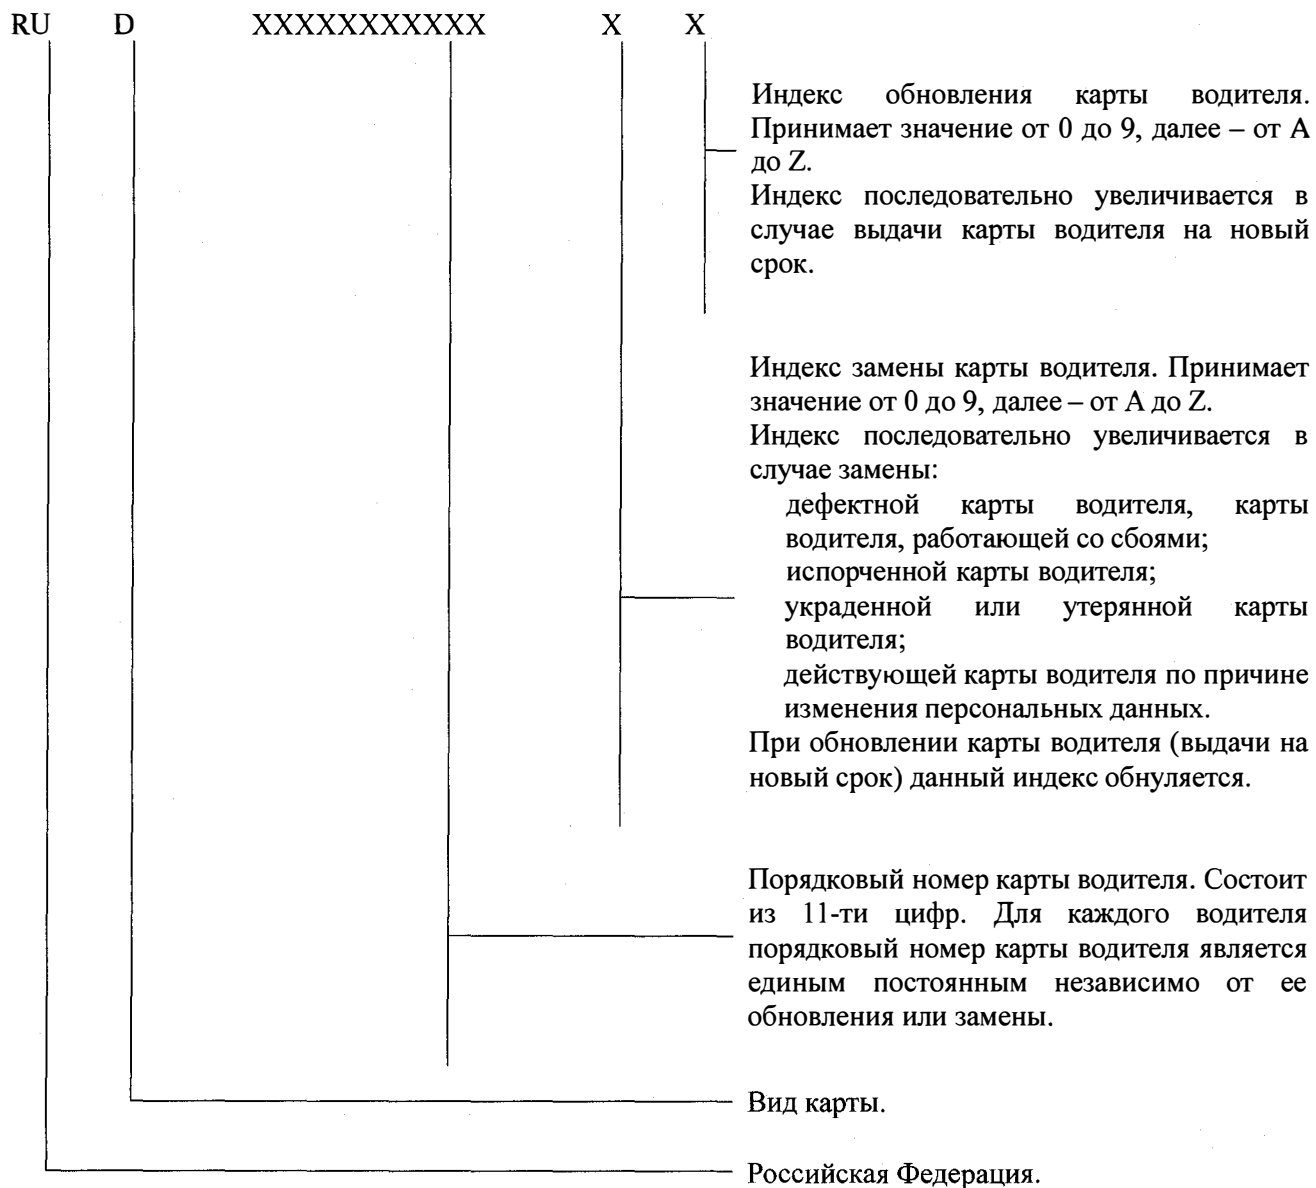 RU D XXXXXXXXXXX X X
Индекс обновления карты водителя.
Принимает значение от 0 до 9, далее – от A
до Z.
Индекс последовательно увеличивается в
случае выдачи карты водителя на новый
срок.
Индекс замены карты водителя. Принимает
значение от 0 до 9, далее – от A до Z.
Индекс последовательно увеличивается в
случае замены:
дефектной карты водителя, карты
водителя, работающей со сбоями;
испорченной карты водителя;
украденной или утерянной карты
водителя;
действующей карты водителя по причине
изменения персональных данных.
При обновлении карты водителя (выдачи на
новый срок) данный индекс обнуляется.
Порядковый номер карты водителя. Состоит
из 11-ти цифр. Для каждого водителя
порядковый номер карты водителя является
единым постоянным независимо от ее
обновления или замены.
Вид карты.
Российская Федерация.